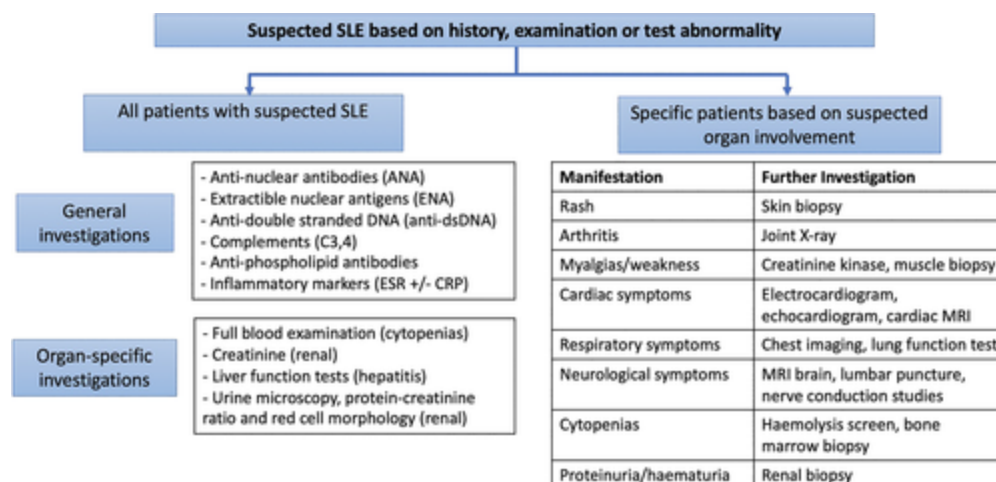 Suspected SLE based on history, examination or test abnormality
All patients with suspected SLE
Specific patients based on suspected
organ involvement
General
investigations
- Anti-nuclear antibodies (ANA)
- Extractible nuclear antigens (ENA)
- Anti-double stranded DNA (anti-dsDNA)
- Complements (C3,4)
- Anti-phospholipid antibodies
- Inflammatory markers (ESR +/- CRP)
Organ-specific
investigations
- Full blood examination (cytopenias)
- Creatinine (renal)
- Liver function tests (hepatitis)
- Urine microscopy, protein-creatinine
ratio and red cell morphology (renal)
Manifestation Further Investigation
Rash Skin biopsy
Arthritis Joint X-ray
Myalgias/weakness Creatinine kinase, muscle biopsy
Cardiac symptoms Electrocardiogram,
echocardiogram, cardiac MRI
Respiratory symptoms Chest imaging, lung function test
Neurological symptoms MRI brain, lumbar puncture,
nerve conduction studies
Cytopenias Haemolysis screen, bone
marrow biopsy
Proteinuria/haematuria Renal biopsy